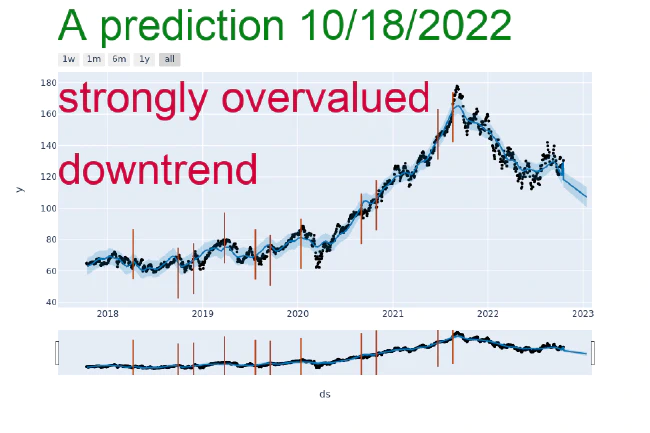 A prediction 10/18/2022
1w 1m 6m 1y all
180
strongly overvalued
160
140
downtrend
120
y
100
80
60
40
2018 2019 2020 2021 2022 2023
ds